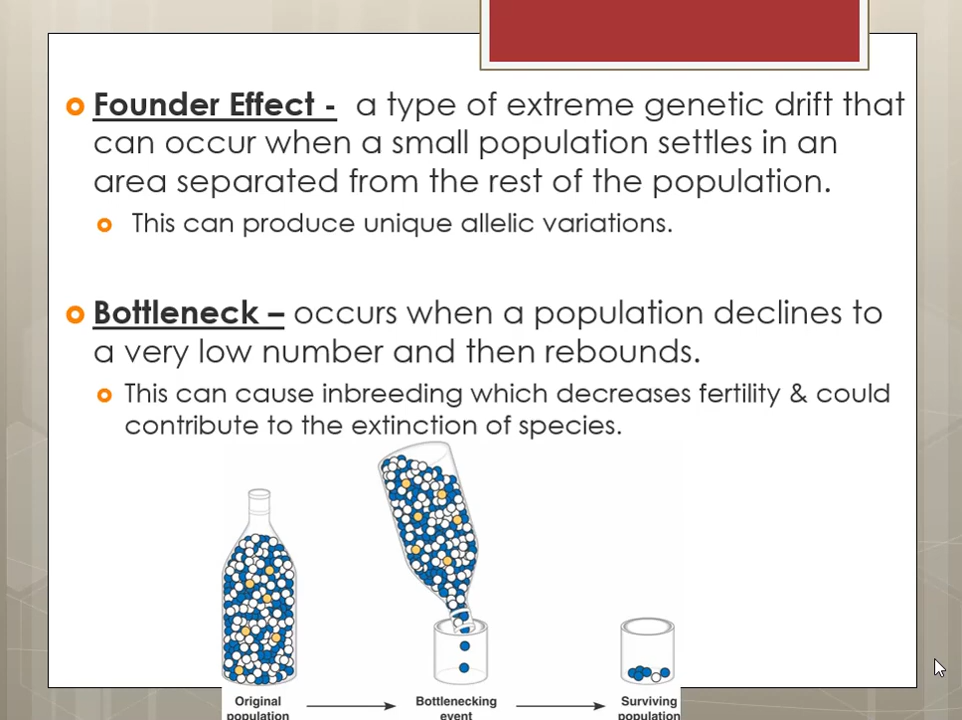 Founder Effect - a type of extreme genetic drift that
can occur when a small population settles in an
area separated from the rest of the population.
This can produce unique allelic variations.
Bottleneck – occurs when a population declines to
a very low number and then rebounds.
This can cause inbreeding which decreases fertility & could
contribute to the extinction of species.
Original
population
Bottlenecking
event
Surviving
population